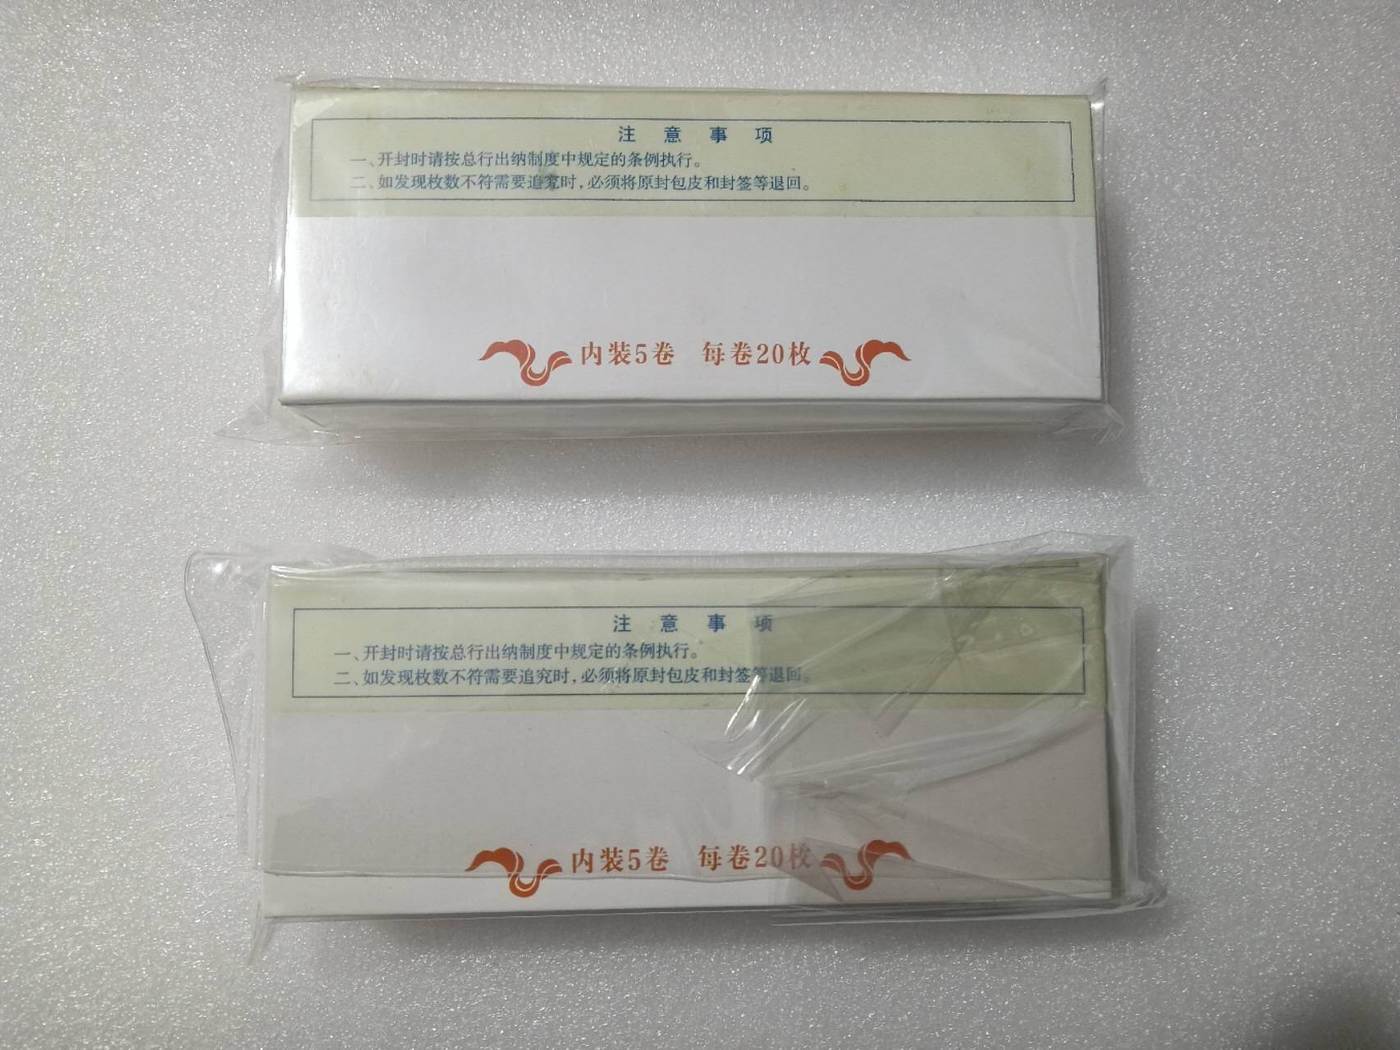 注 意 事 项
一、开封时请按总行出纳制度中规定的条例执行。
二、如发现枚数不符需要追究时，必须将原封包皮和封签等退回。
内装5卷 每卷20枚
注 意 事 项
一、开封时请按总行出纳制度中规定的条例执行。
二、如发现枚数不符需要追究时，必须将原封包皮和封签等退回。
内装5卷 每卷20枚